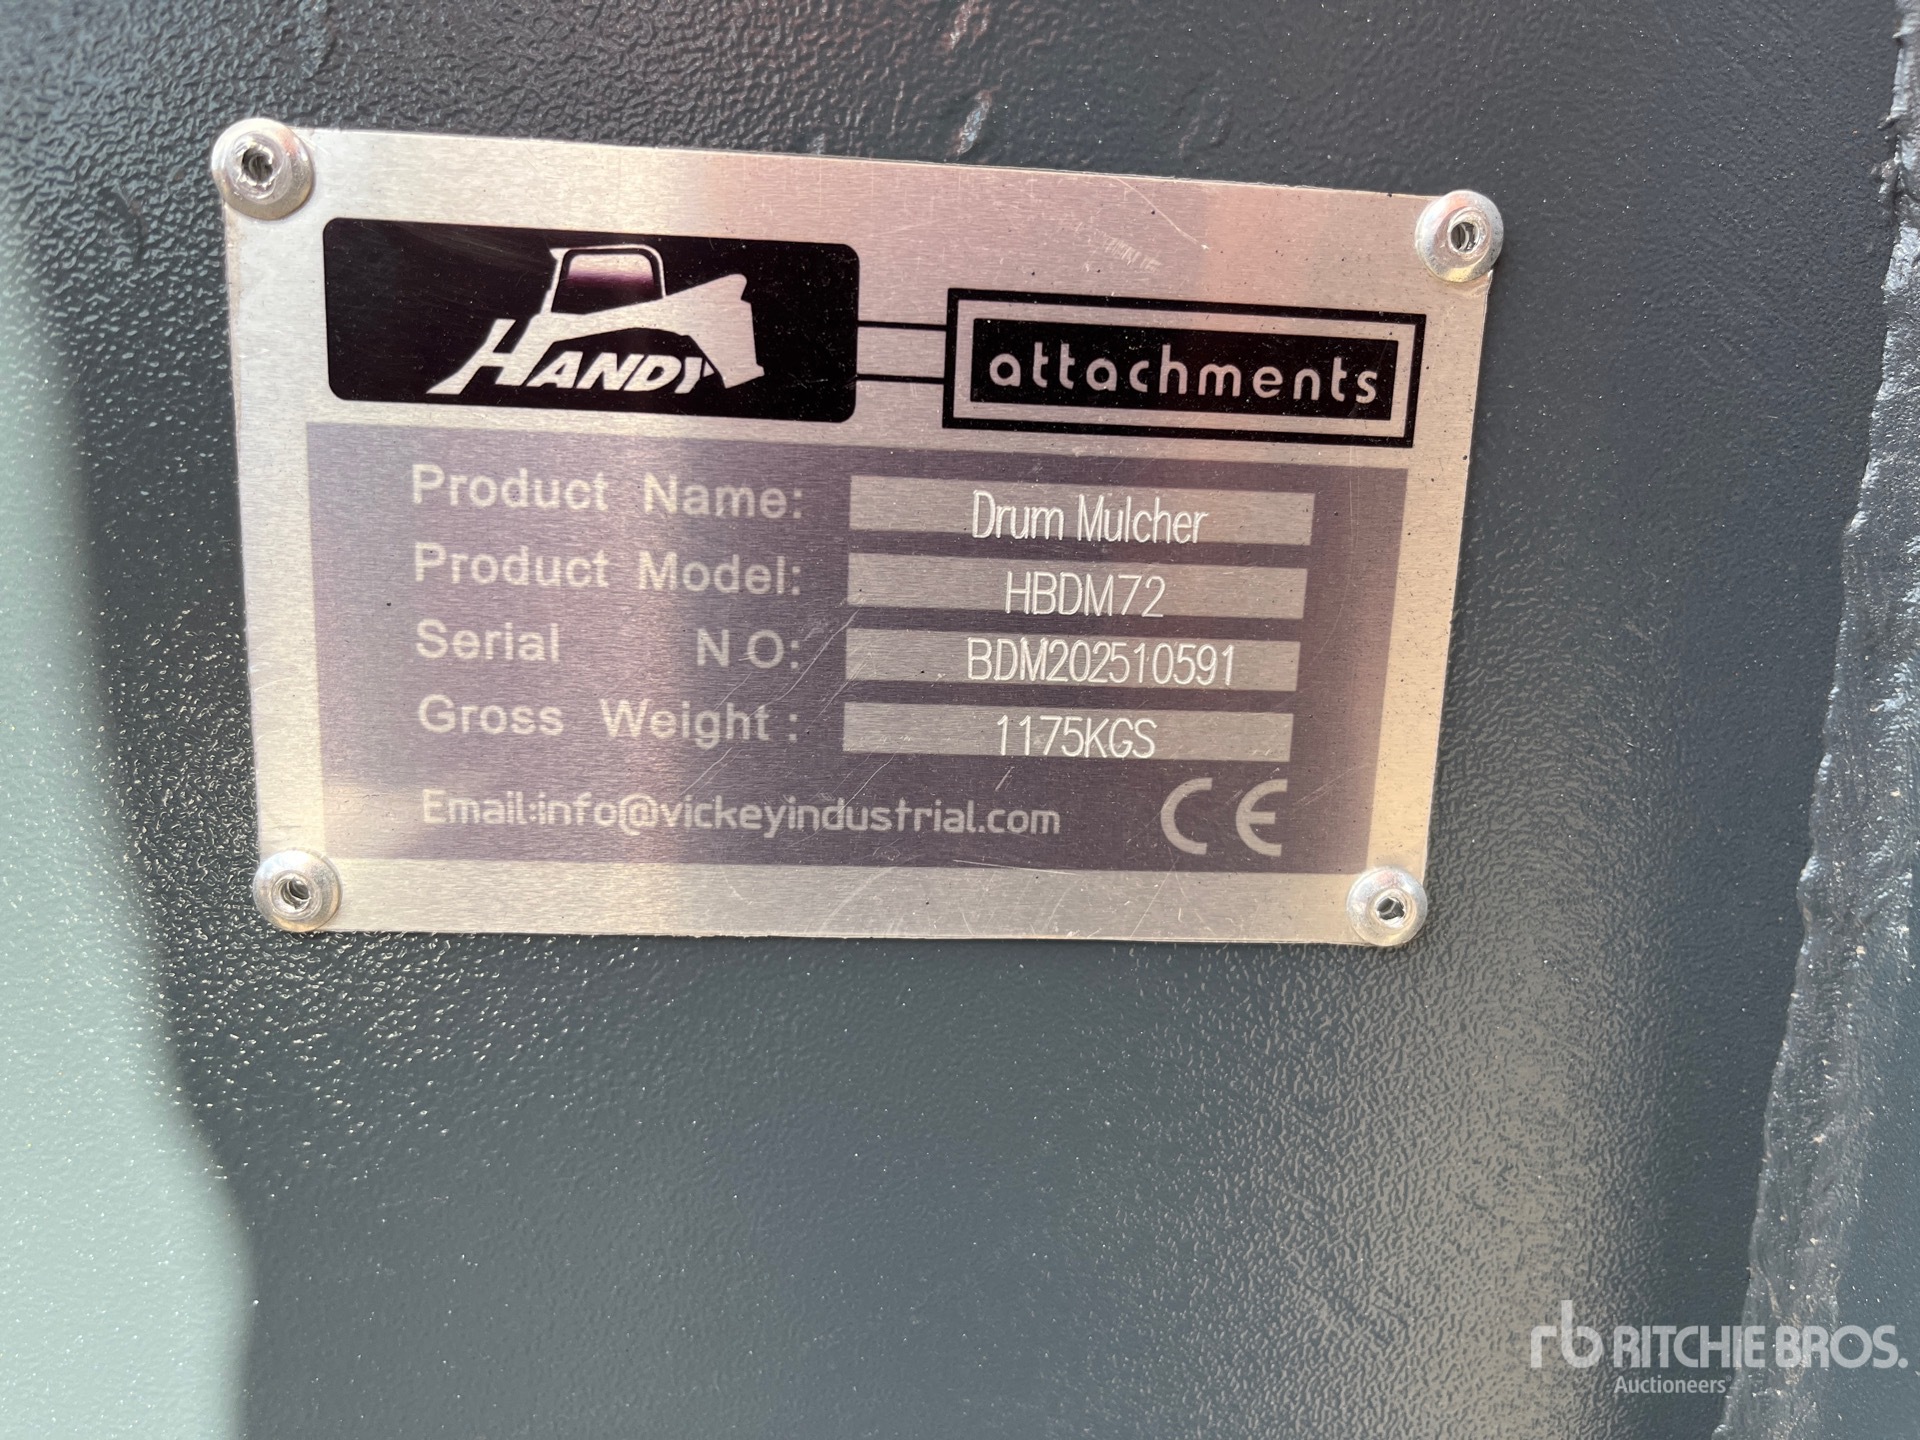 HANDY
attachments
Product Name: Drum Mulcher
Product Model: HBDM72
Serial NO: BDM202510591
Gross Weight: 1175KGS
Email:info@vickeyindustrial.com CE
rb RITCHIE BROS.
Auctioneers